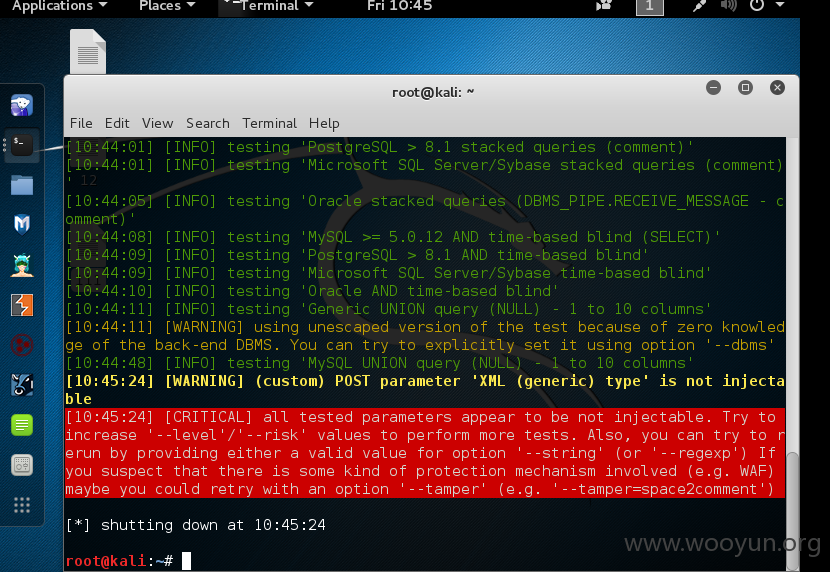 Applications Places Terminal Fri 10:45 1
root@kali: ~
File Edit View Search Terminal Help
[10:44:01] [INFO] testing 'PostgreSQL > 8.1 stacked queries (comment)'
[10:44:01] [INFO] testing 'Microsoft SQL Server/Sybase stacked queries (comment)
'
[10:44:05] [INFO] testing 'Oracle stacked queries (DBMS_PIPE.RECEIVE_MESSAGE - c
omment)'
[10:44:08] [INFO] testing 'MySQL >= 5.0.12 AND time-based blind (SELECT)'
[10:44:09] [INFO] testing 'PostgreSQL > 8.1 AND time-based blind'
[10:44:09] [INFO] testing 'Microsoft SQL Server/Sybase time-based blind'
[10:44:10] [INFO] testing 'Oracle AND time-based blind'
[10:44:11] [INFO] testing 'Generic UNION query (NULL) - 1 to 10 columns'
[10:44:11] [WARNING] using unescaped version of the test because of zero knowled
ge of the back-end DBMS. You can try to explicitly set it using option '--dbms'
[10:44:48] [INFO] testing 'MySQL UNION query (NULL) - 1 to 10 columns'
[10:45:24] [WARNING] (custom) POST parameter 'XML (generic) type' is not injecta
ble
[10:45:24] [CRITICAL] all tested parameters appear to be not injectable. Try to
increase '--level'/'--risk' values to perform more tests. Also, you can try to r
erun by providing either a valid value for option '--string' (or '--regexp') If
you suspect that there is some kind of protection mechanism involved (e.g. WAF)
maybe you could retry with an option '--tamper' (e.g. '--tamper=space2comment')
[*] shutting down at 10:45:24
root@kali:~#
www.wooyun.org